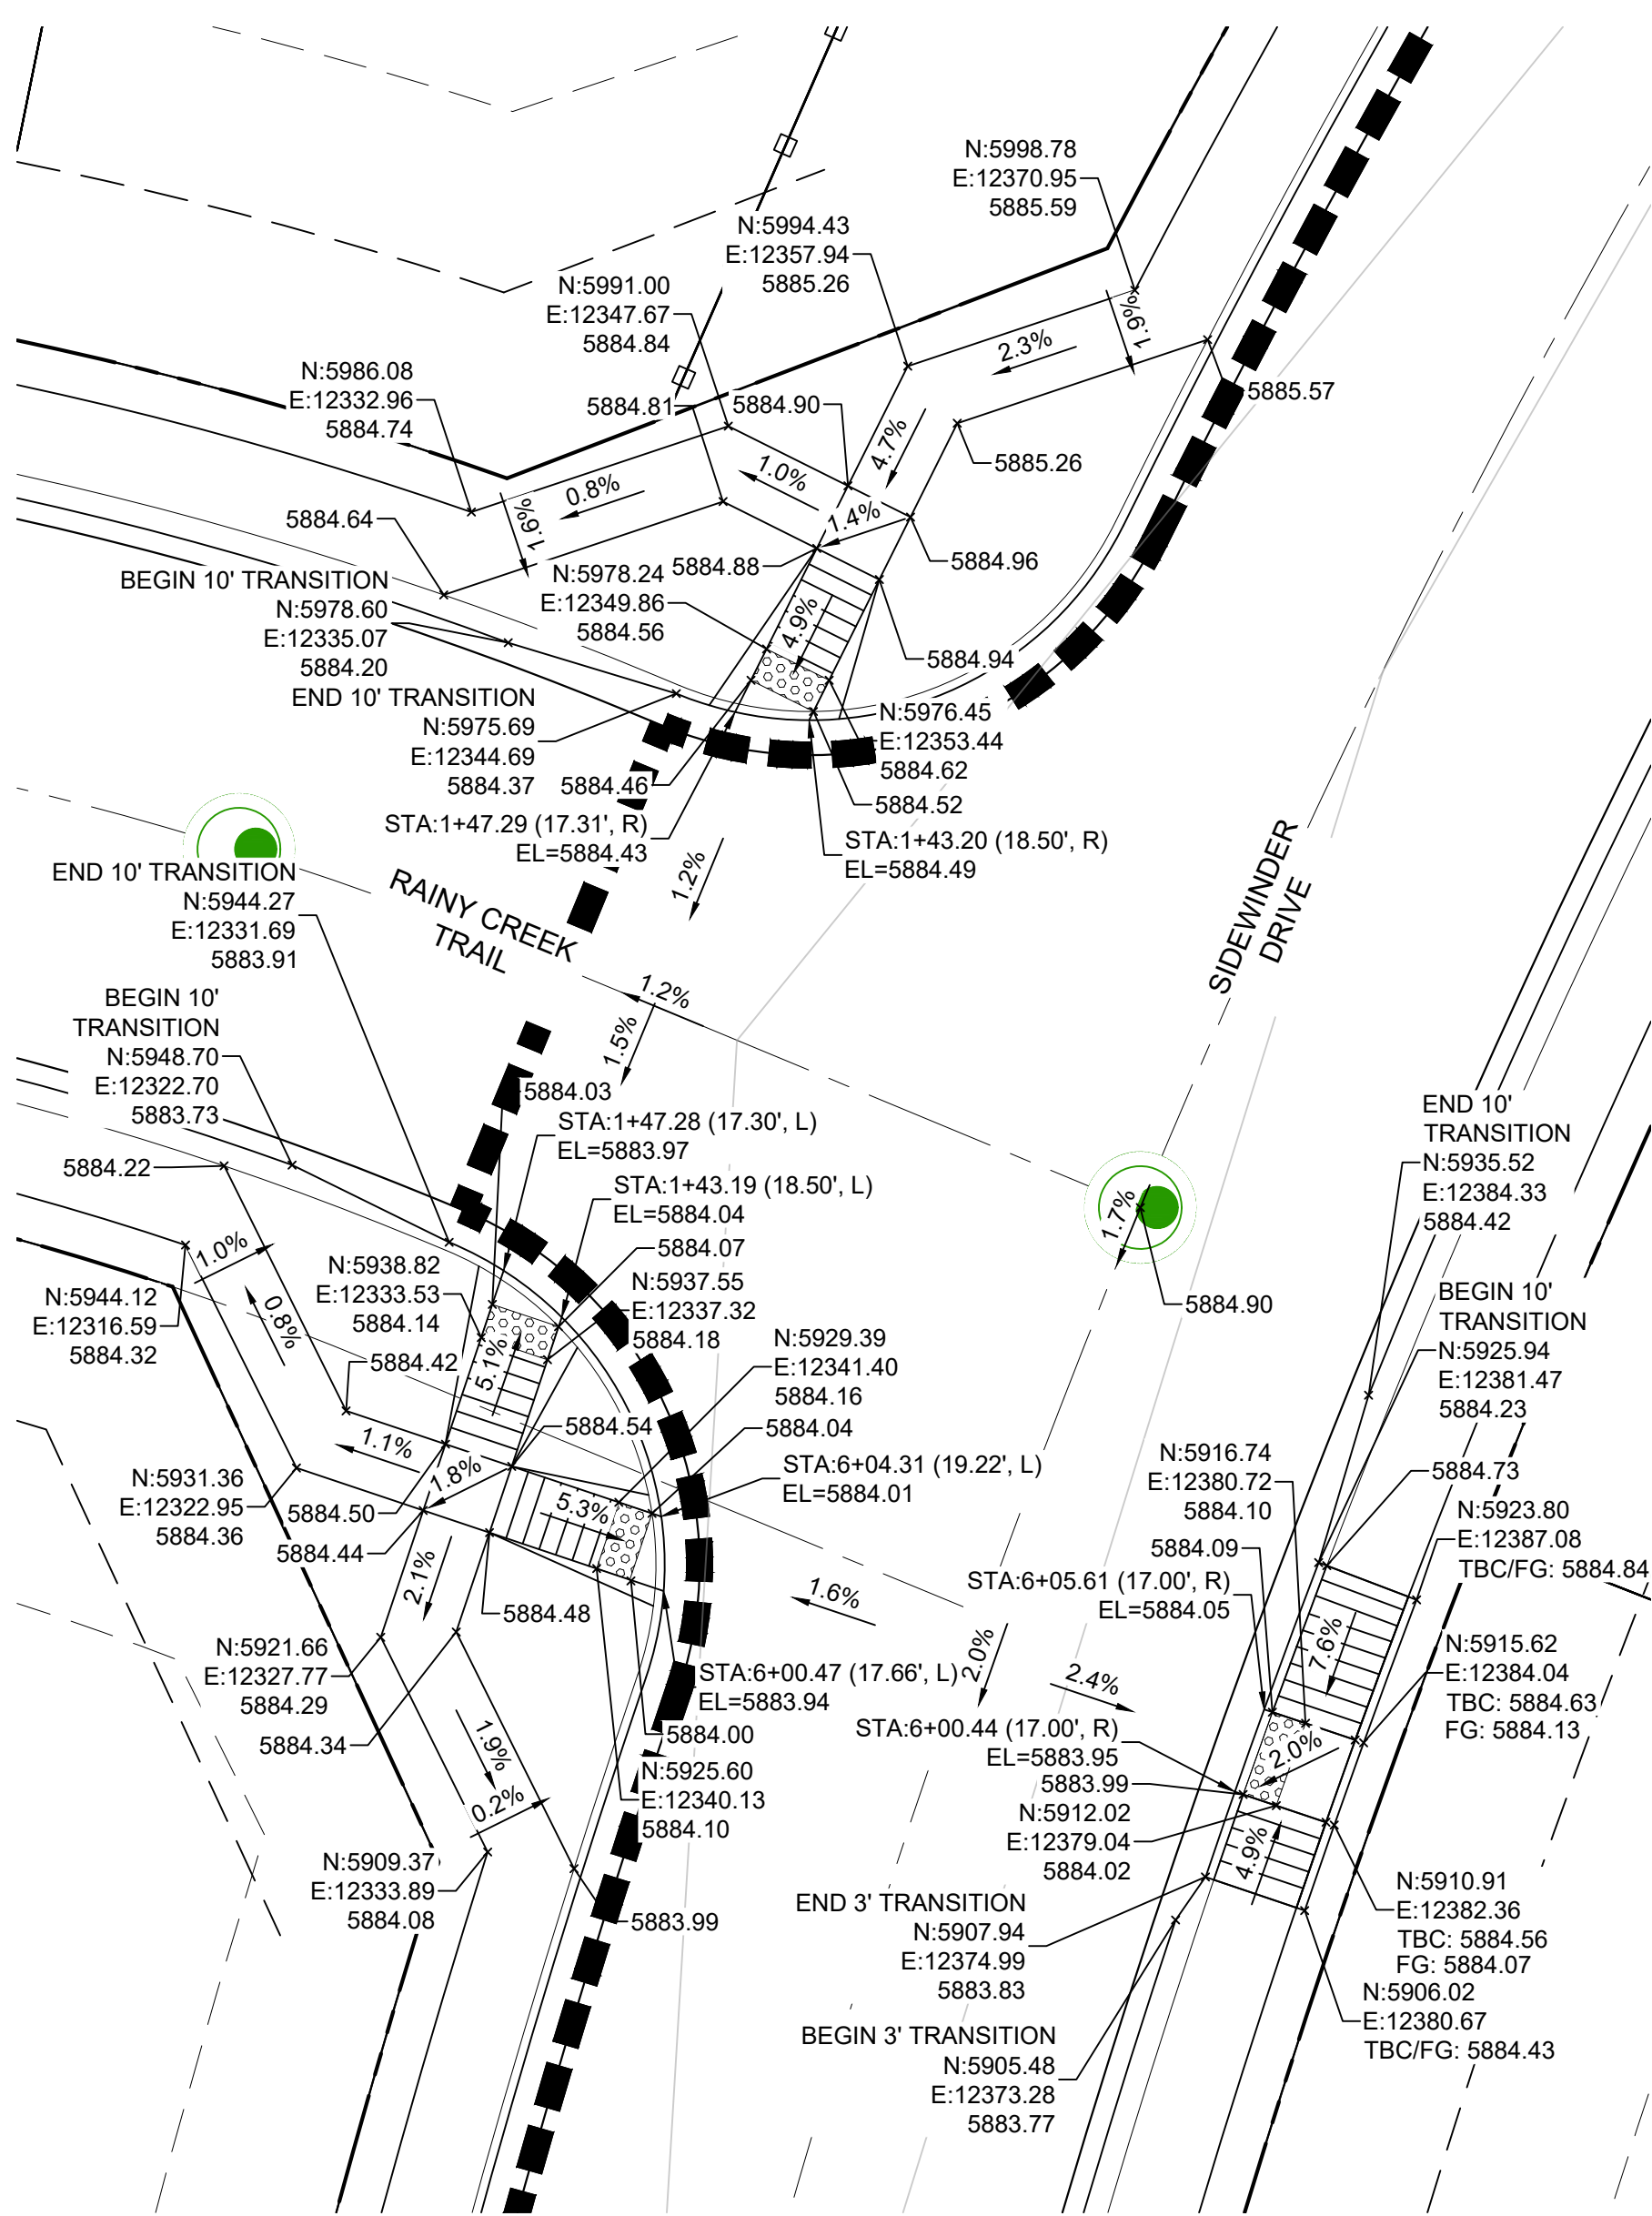 N:5998.78
E:12370.95
5885.59
N:5994.43
E:12357.94
5885.26
N:5991.00
E:12347.67
5884.84
1.9%
2.3%
N:5986.08
E:12332.96
5884.74
5884.81
5884.90
5885.57
4.7%
5885.26
1.0%
0.8%
1.4%
5884.64
1.6%
5884.88
5884.96
BEGIN 10' TRANSITION
N:5978.60
E:12335.07
5884.20
N:5978.24
E:12349.86
5884.56
4.9%
5884.94
END 10' TRANSITION
N:5975.69
E:12344.69
5884.37
5884.46
N:5976.45
E:12353.44
5884.62
5884.52
STA:1+47.29 (17.31', R)
EL=5884.43
STA:1+43.20 (18.50', R)
EL=5884.49
1.2%
RAINY CREEK
TRAIL
SIDEWINDER
DRIVE
END 10' TRANSITION
N:5944.27
E:12331.69
5883.91
1.2%
1.5%
BEGIN 10'
TRANSITION
N:5948.70
E:12322.70
5883.73
5884.03
STA:1+47.28 (17.30', L)
EL=5883.97
5884.22
STA:1+43.19 (18.50', L)
EL=5884.04
5884.07
1.7%
5884.90
END 10'
TRANSITION
N:5935.52
E:12384.33
5884.42
1.0%
N:5938.82
E:12333.53
5884.14
N:5937.55
E:12337.32
5884.18
N:5944.12
E:12316.59
5884.32
0.8%
5884.42
5.1%
N:5929.39
E:12341.40
5884.16
BEGIN 10'
TRANSITION
N:5925.94
E:12381.47
5884.23
5884.54
5884.04
1.1%
1.8%
STA:6+04.31 (19.22', L)
EL=5884.01
N:5931.36
E:12322.95
5884.36
5884.50
5884.44
5.3%
N:5916.74
E:12380.72
5884.10
5884.73
N:5923.80
E:12387.08
TBC/FG: 5884.84
5884.09
STA:6+05.61 (17.00', R)
EL=5884.05
2.1%
5884.48
1.6%
7.6%
N:5921.66
E:12327.77
5884.29
N:5915.62
E:12384.04
TBC: 5884.63
FG: 5884.13
2.0%
STA:6+00.47 (17.66', L)
EL=5883.94
2.4%
STA:6+00.44 (17.00', R)
EL=5883.95
2.0%
5884.34
1.9%
5884.00
5883.99
N:5925.60
E:12340.13
5884.10
0.2%
N:5912.02
E:12379.04
5884.02
4.9%
N:5909.37
E:12333.89
5884.08
5883.99
N:5910.91
E:12382.36
TBC: 5884.56
FG: 5884.07
END 3' TRANSITION
N:5907.94
E:12374.99
5883.83
N:5906.02
E:12380.67
TBC/FG: 5884.43
BEGIN 3' TRANSITION
N:5905.48
E:12373.28
5883.77